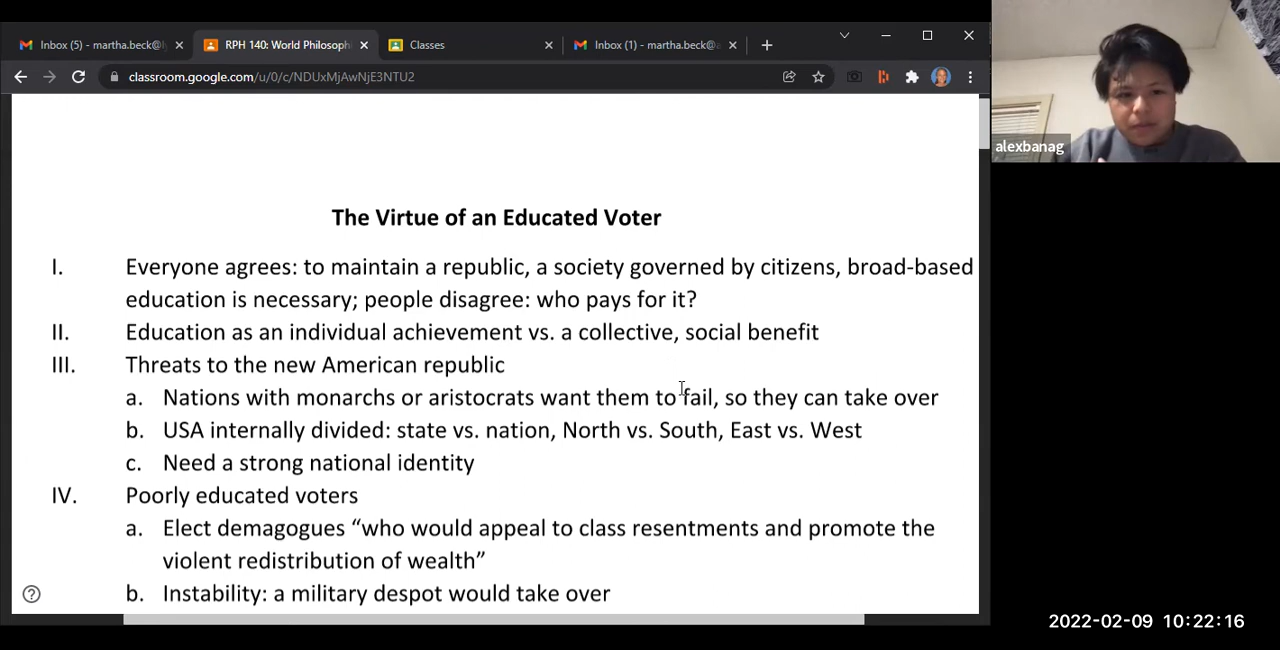 Inbox (5) - martha.beck@
RPH 140: World Philosoph
Classes
Inbox (1) - martha.beck@
classroom.google.com/u/0/c/NDUxMjAwNjE3NTU2
alexbanag
The Virtue of an Educated Voter
I. Everyone agrees: to maintain a republic, a society governed by citizens, broad-based
education is necessary; people disagree: who pays for it?
II. Education as an individual achievement vs. a collective, social benefit
III. Threats to the new American republic
a. Nations with monarchs or aristocrats want them to fail, so they can take over
b. USA internally divided: state vs. nation, North vs. South, East vs. West
c. Need a strong national identity
IV. Poorly educated voters
a. Elect demagogues “who would appeal to class resentments and promote the
violent redistribution of wealth”
b. Instability: a military despot would take over
2022-02-09 10:22:16